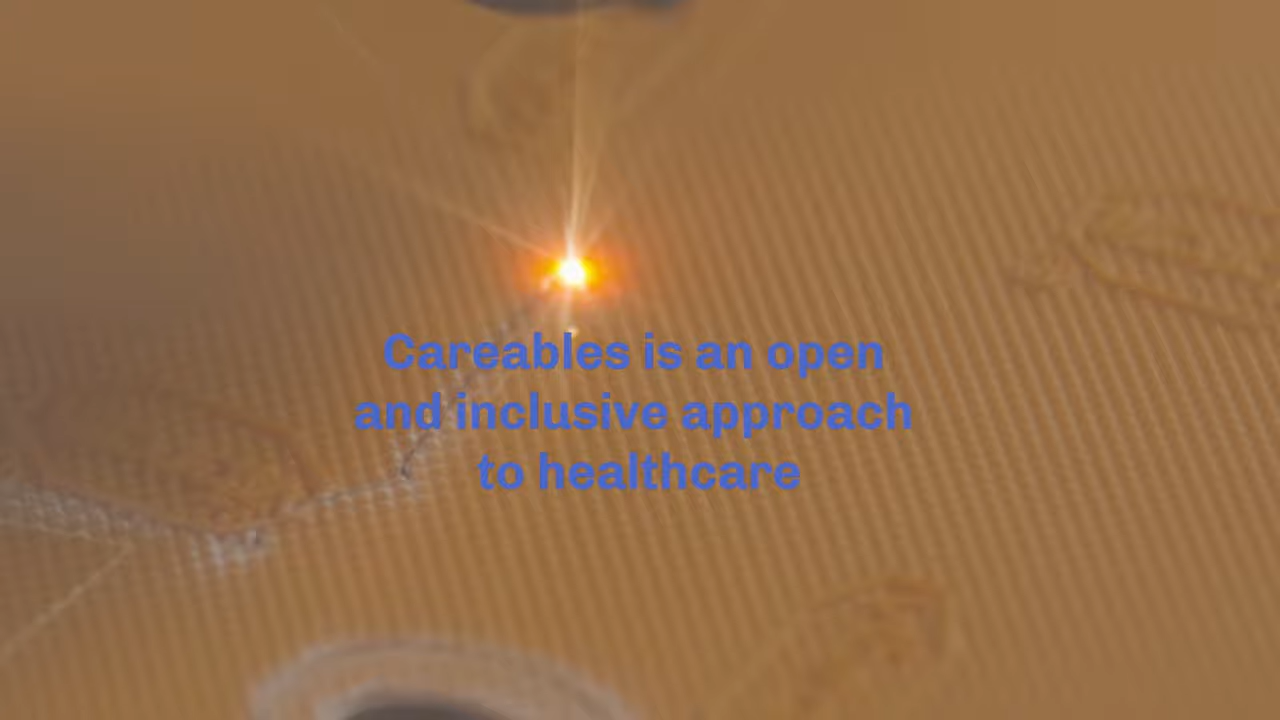 Careables is an open
and inclusive approach
to healthcare